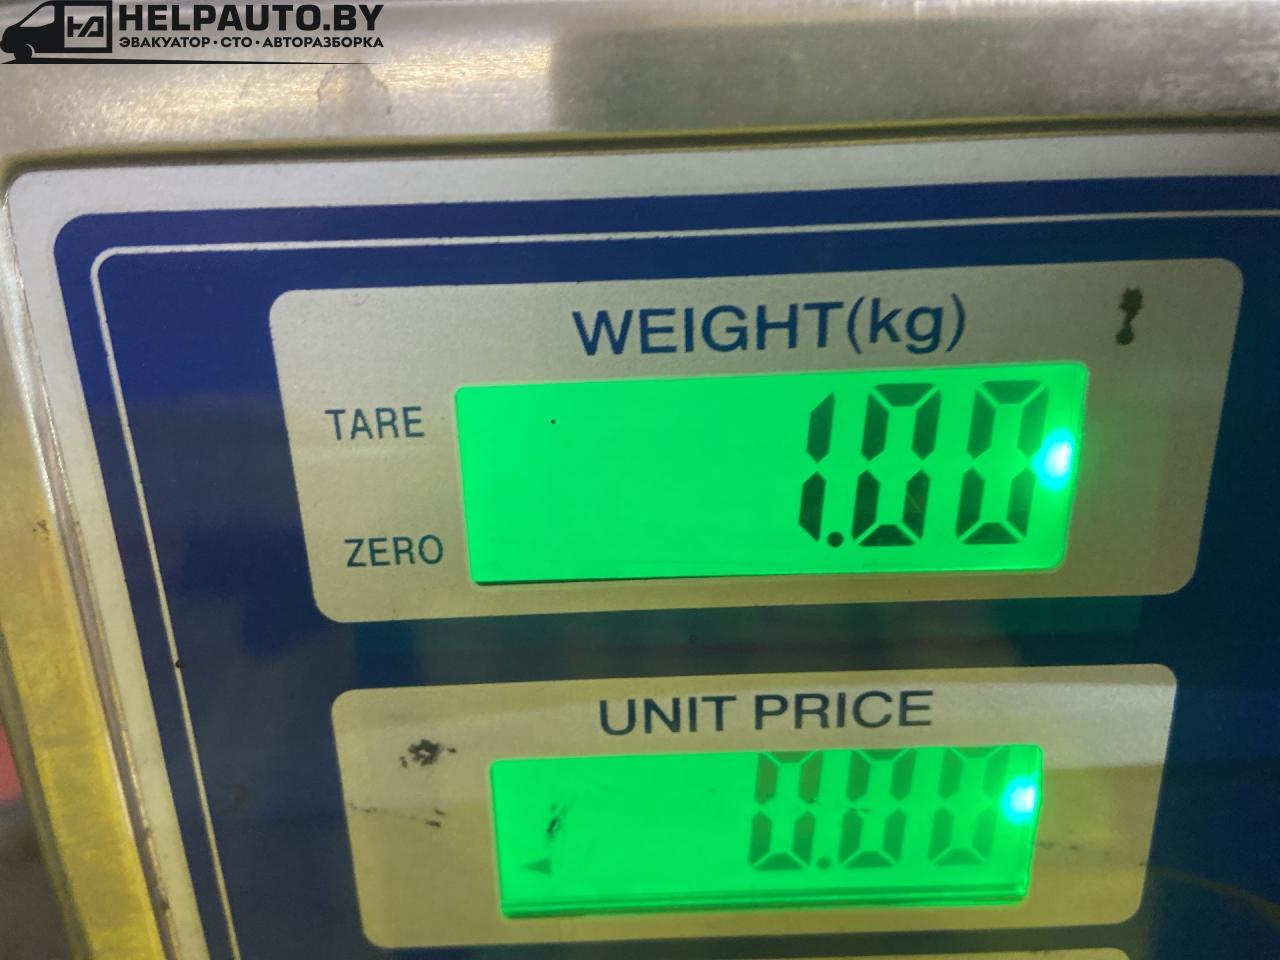 HELPAUTO.BY
ЭВАКУАТОР·СТО·АВТОРАЗБОРКА
WEIGHT(kg)
TARE
1.00
ZERO
UNIT PRICE
0.00